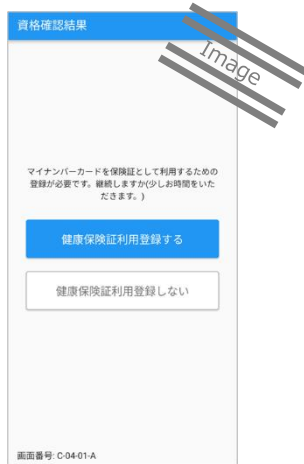 資格確認結果
Image
マイナンバーカードを保険証として利用するための
登録が必要です。継続しますか(少しお時間をいた
だきます。)
健康保険証利用登録する
健康保険証利用登録しない
画面番号: C-04-01-A